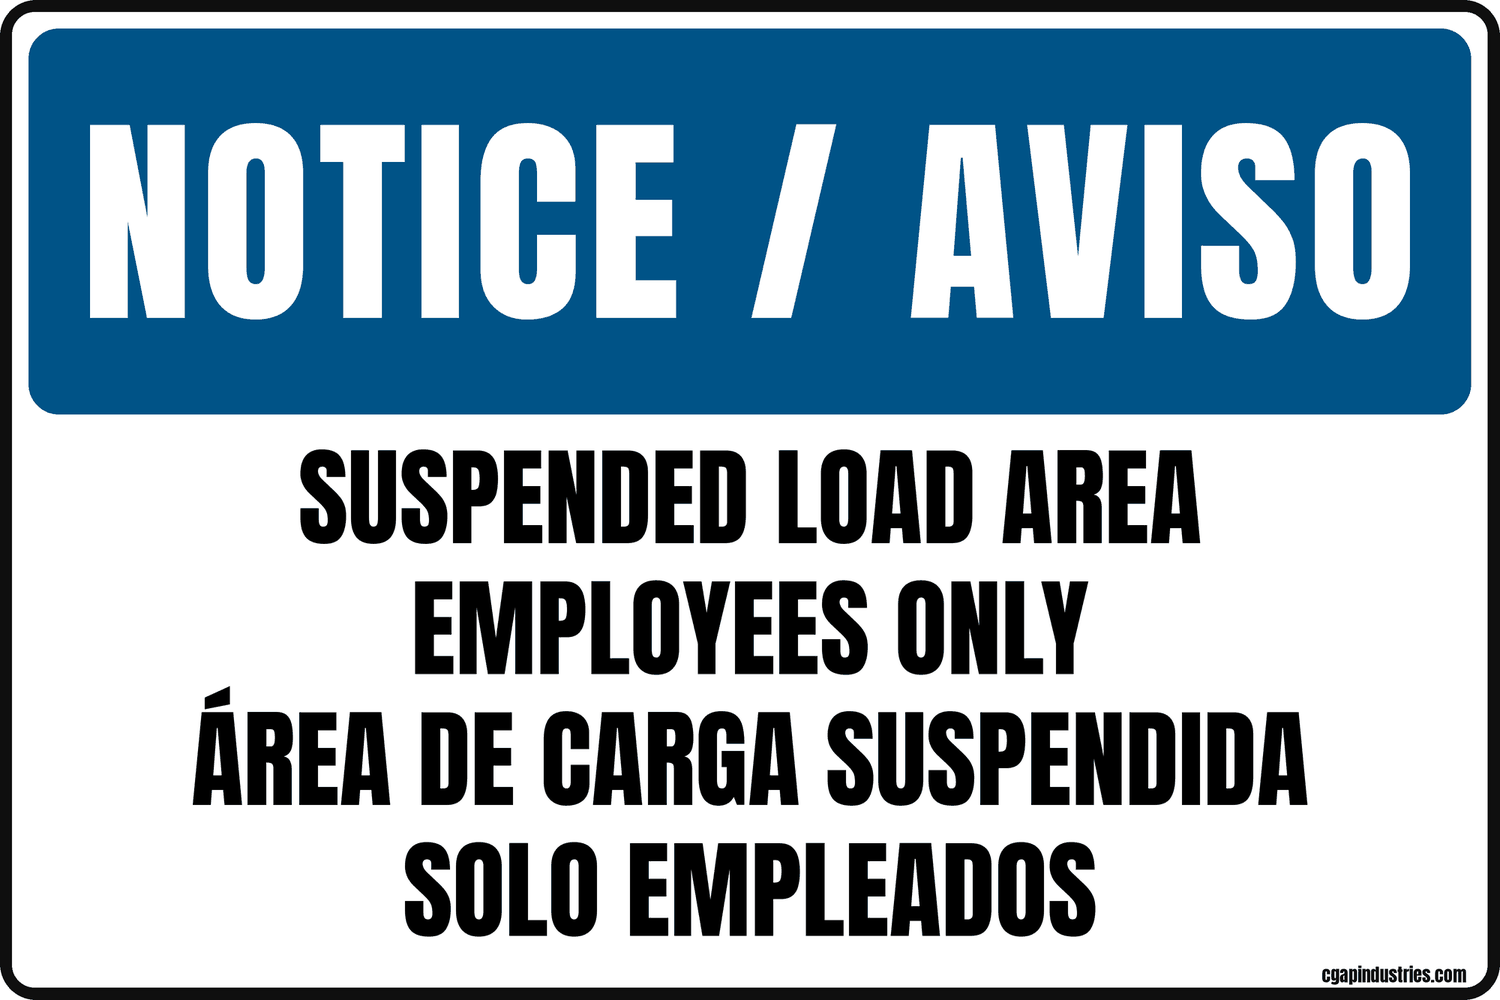 NOTICE / AVISO
SUSPENDED LOAD AREA
EMPLOYEES ONLY
ÁREA DE CARGA SUSPENDIDA
SOLO EMPLEADOS
cgapindustries.com